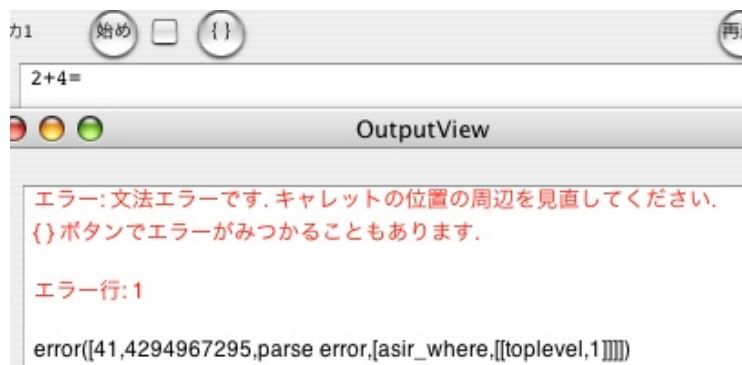 力1 始め { } 再
2+4=
OutputView
エラー: 文法エラーです. キャレットの位置の周辺を見直してください.
{ } ボタンでエラーがみつかることもあります.
エラー行: 1
error([41,4294967295,parse error,[asir_where,[[toplevel,1]]]])